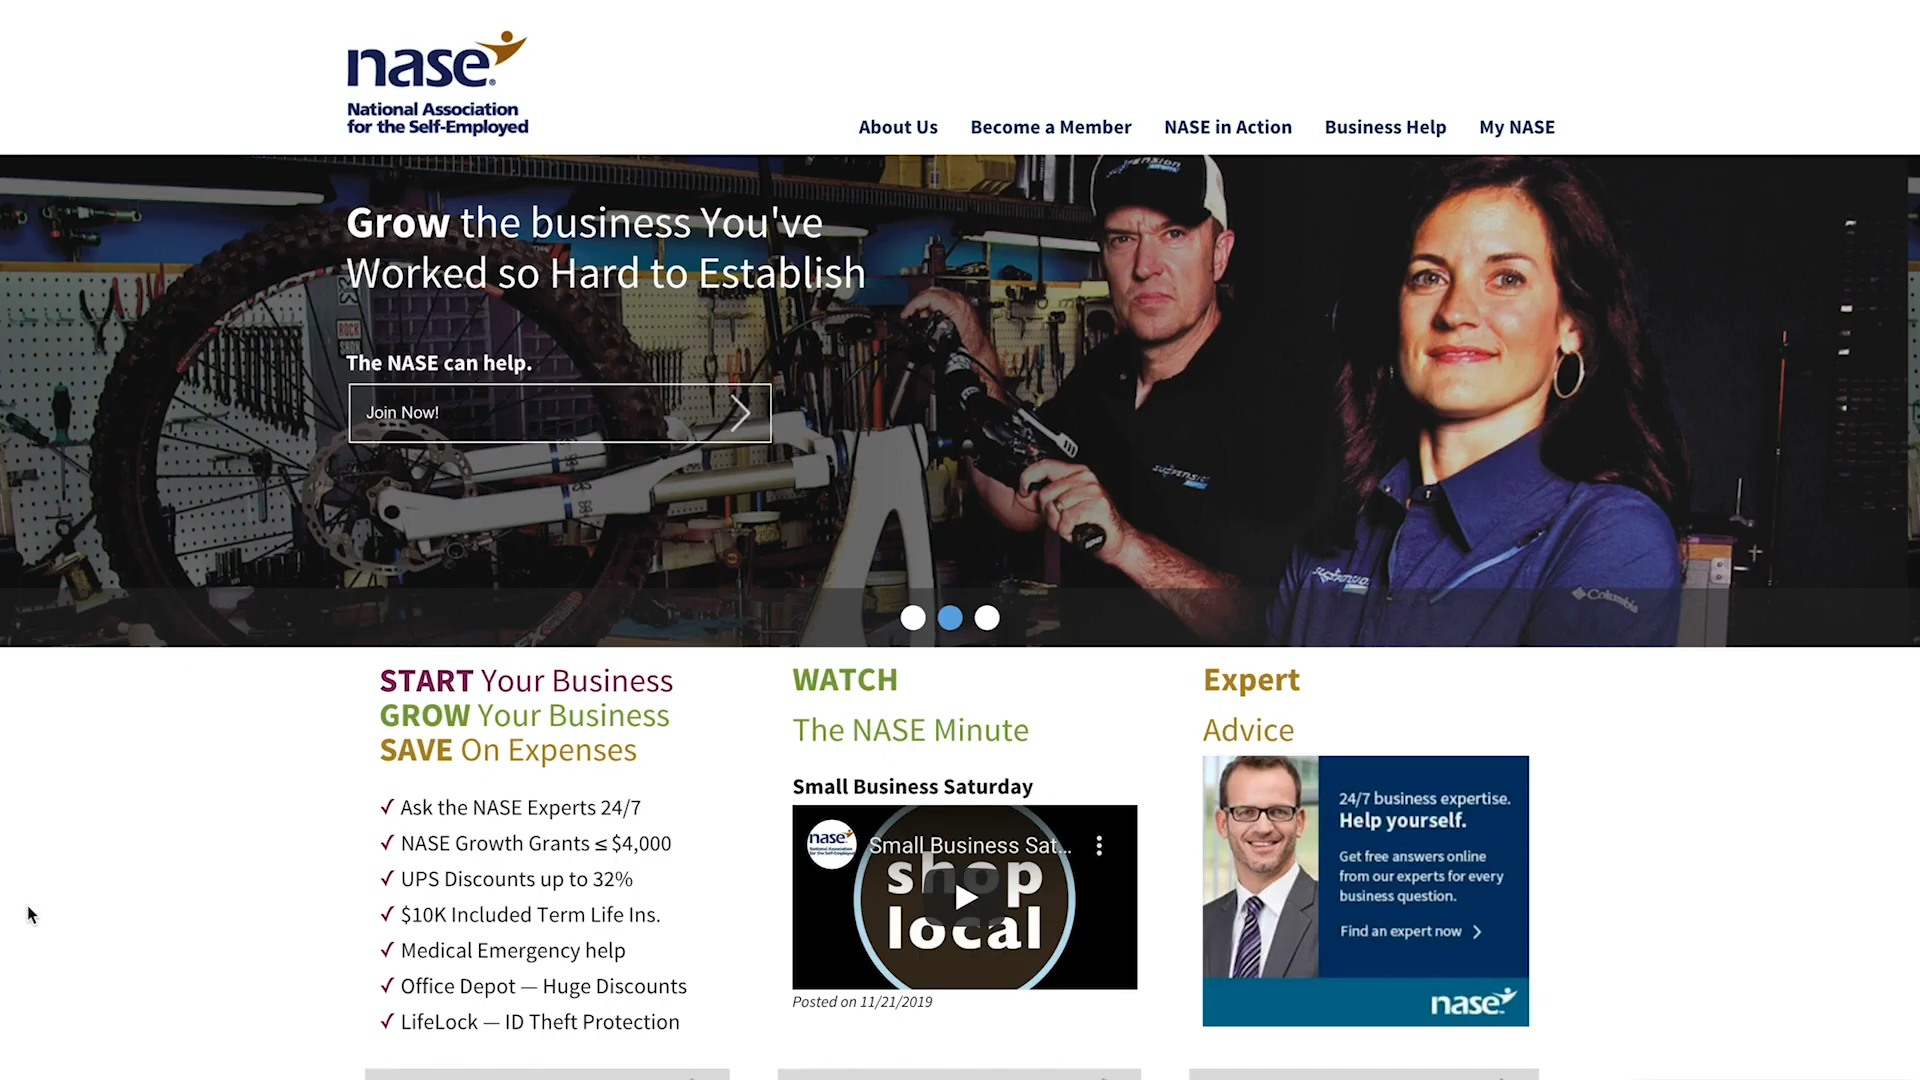 nase®
National Association
for the Self-Employed
About Us
Become a Member
NASE in Action
Business Help
My NASE
Grow the business You've
Worked so Hard to Establish
The NASE can help.
Join Now!
Columbia
START Your Business
GROW Your Business
SAVE On Expenses
✓ Ask the NASE Experts 24/7
✓ NASE Growth Grants ≤ $4,000
✓ UPS Discounts up to 32%
✓ $10K Included Term Life Ins.
✓ Medical Emergency help
✓ Office Depot — Huge Discounts
✓ LifeLock — ID Theft Protection
WATCH
The NASE Minute
Small Business Saturday
nase
Small Business Sat...
shop
local
Posted on 11/21/2019
Expert
Advice
24/7 business expertise.
Help yourself.
Get free answers online
from our experts for every
business question.
Find an expert now
nase